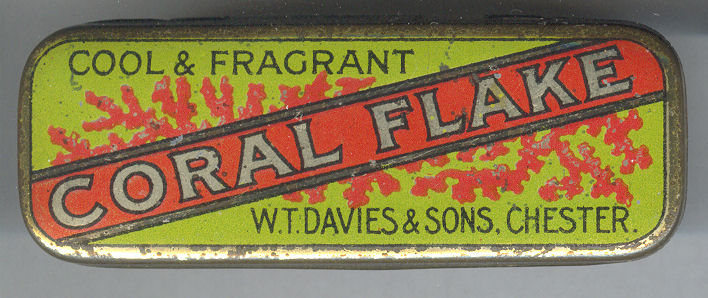 COOL & FRAGRANT
CORAL FLAKE
W.T. DAVIES & SONS, CHESTER.